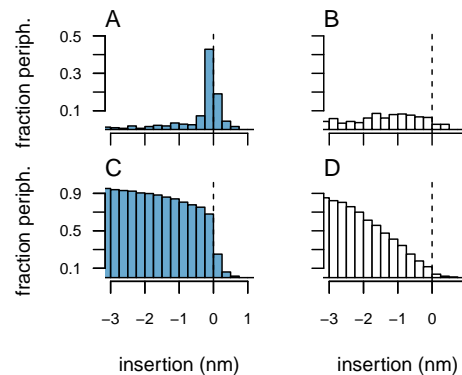 A B
fraction periph.
0.5
0.3
0.1
C D
fraction periph.
0.9
0.5
0.1
−3 −2 −1 0 1 −3 −2 −1 0
insertion (nm) insertion (nm)